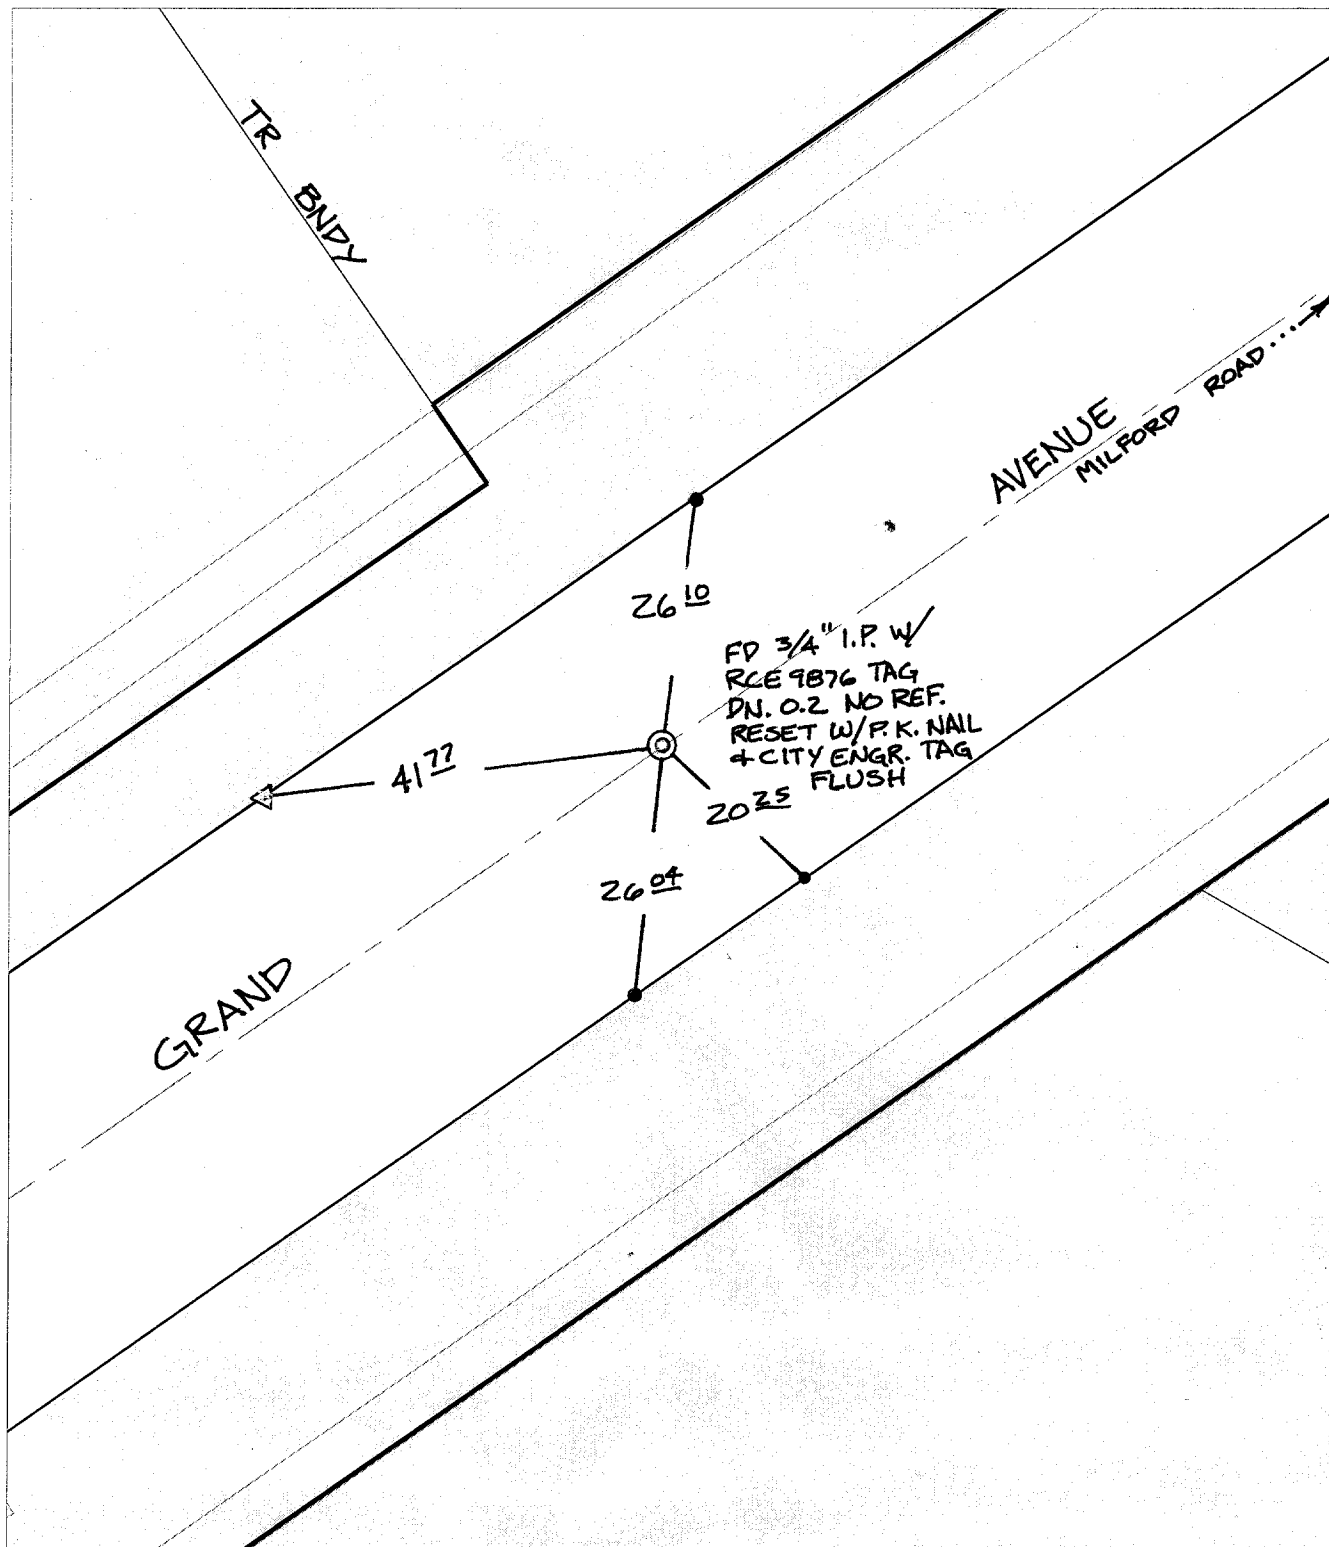 TR BNDY
AVENUE
MILFORD ROAD...
26 10
FD 3/4" I.P. W/
RCE 9876 TAG
DN. 0.2 NO REF.
RESET W/P.K. NAIL
& CITY ENGR. TAG
FLUSH
41 77
20 25
26 04
GRAND